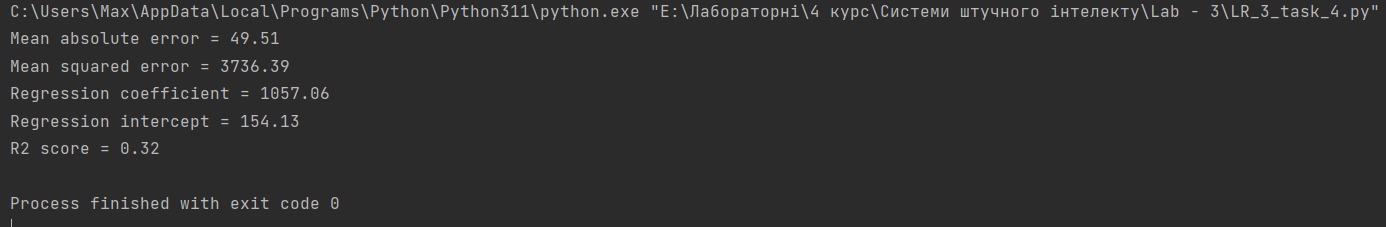 C:\Users\Max\AppData\Local\Programs\Python\Python311\python.exe "E:\Лабораторні\4 курс\Системи штучного інтелекту\Lab - 3\LR_3_task_4.py"
Mean absolute error = 49.51
Mean squared error = 3736.39
Regression coefficient = 1057.06
Regression intercept = 154.13
R2 score = 0.32
Process finished with exit code 0